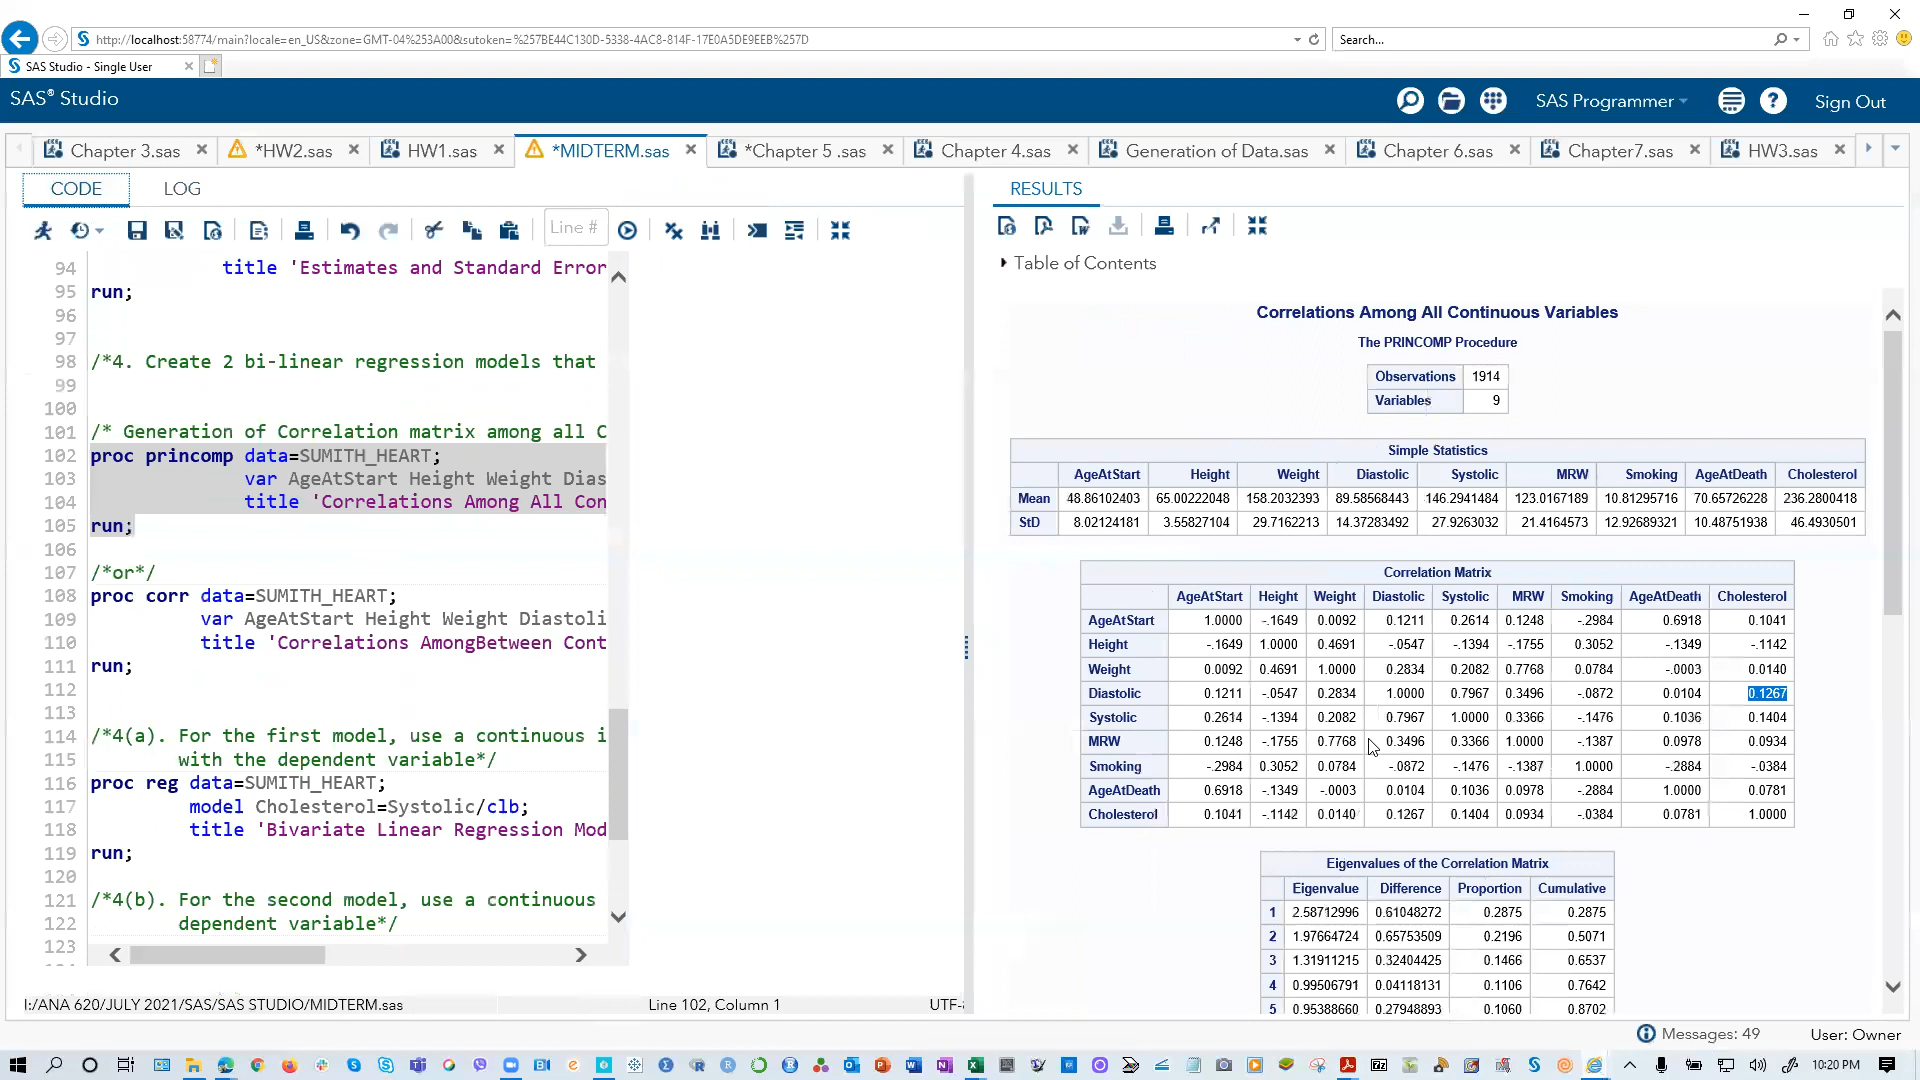 http://localhost:58774/main?locale=en_US&zone=GMT-04%253A00&sutoken=%257BE44C130D-5338-4AC8-814F-17E0A5DE9EEB%257D
Search...
SAS Studio - Single User
SAS® Studio
SAS Programmer
Sign Out
Chapter 3.sas
*HW2.sas
HW1.sas
*MIDTERM.sas
*Chapter 5 .sas
Chapter 4.sas
Generation of Data.sas
Chapter 6.sas
Chapter7.sas
HW3.sas
CODE
LOG
Line #
94 title 'Estimates and Standard Error
95 run;
96
97
98 /*4. Create 2 bi-linear regression models that
99
100
101 /* Generation of Correlation matrix among all C
102 proc princomp data=SUMITH_HEART;
103 var AgeAtStart Height Weight Dias
104 title 'Correlations Among All Con
105 run;
106
107 /*or*/
108 proc corr data=SUMITH_HEART;
109 var AgeAtStart Height Weight Diastoli
110 title 'Correlations AmongBetween Cont
111 run;
112
113
114 /*4(a). For the first model, use a continuous i
115 with the dependent variable*/
116 proc reg data=SUMITH_HEART;
117 model Cholesterol=Systolic/clb;
118 title 'Bivariate Linear Regression Mod
119 run;
120
121 /*4(b). For the second model, use a continuous
122 dependent variable*/
123
I:/ANA 620/JULY 2021/SAS/SAS STUDIO/MIDTERM.sas
Line 102, Column 1
UTF-
RESULTS
Table of Contents
Correlations Among All Continuous Variables
The PRINCOMP Procedure
Observations 1914
Variables 9
Simple Statistics
AgeAtStart Height Weight Diastolic Systolic MRW Smoking AgeAtDeath Cholesterol
Mean 48.86102403 65.00222048 158.2032393 89.58568443 146.2941484 123.0167189 10.81295716 70.65726228 236.2800418
StD 8.02124181 3.55827104 29.7162213 14.37283492 27.9263032 21.4164573 12.92689321 10.48751938 46.4930501
Correlation Matrix
AgeAtStart Height Weight Diastolic Systolic MRW Smoking AgeAtDeath Cholesterol
AgeAtStart 1.0000 -.1649 0.0092 0.1211 0.2614 0.1248 -.2984 0.6918 0.1041
Height -.1649 1.0000 0.4691 -.0547 -.1394 -.1755 0.3052 -.1349 -.1142
Weight 0.0092 0.4691 1.0000 0.2834 0.2082 0.7768 0.0784 -.0003 0.0140
Diastolic 0.1211 -.0547 0.2834 1.0000 0.7967 0.3496 -.0872 0.0104 0.1267
Systolic 0.2614 -.1394 0.2082 0.7967 1.0000 0.3366 -.1476 0.1036 0.1404
MRW 0.1248 -.1755 0.7768 0.3496 0.3366 1.0000 -.1387 0.0978 0.0934
Smoking -.2984 0.3052 0.0784 -.0872 -.1476 -.1387 1.0000 -.2884 -.0384
AgeAtDeath 0.6918 -.1349 -.0003 0.0104 0.1036 0.0978 -.2884 1.0000 0.0781
Cholesterol 0.1041 -.1142 0.0140 0.1267 0.1404 0.0934 -.0384 0.0781 1.0000
Eigenvalues of the Correlation Matrix
Eigenvalue Difference Proportion Cumulative
1 2.58712996 0.61048272 0.2875 0.2875
2 1.97664724 0.65753509 0.2196 0.5071
3 1.31911215 0.32404425 0.1466 0.6537
4 0.99506791 0.04118131 0.1106 0.7642
5 0.95388660 0.27948893 0.1060 0.8702
Messages: 49
User: Owner
10:20 PM